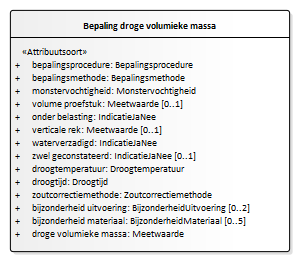 Bepaling droge volumieke massa
«Attribuutsoort»
+ bepalingsprocedure: Bepalingsprocedure
+ bepalingsmethode: Bepalingsmethode
+ monstervochtigheid: Monstervochtigheid
+ volume proefstuk: Meetwaarde [0..1]
+ onder belasting: IndicatieJaNee
+ verticale rek: Meetwaarde [0..1]
+ waterverzadigd: IndicatieJaNee
+ zwel geconstateerd: IndicatieJaNee [0..1]
+ droogtemperatuur: Droogtemperatuur
+ droogtijd: Droogtijd
+ zoutcorrectiemethode: Zoutcorrectiemethode
+ bijzonderheid uitvoering: BijzonderheidUitvoering [0..2]
+ bijzonderheid materiaal: BijzonderheidMateriaal [0..5]
+ droge volumieke massa: Meetwaarde